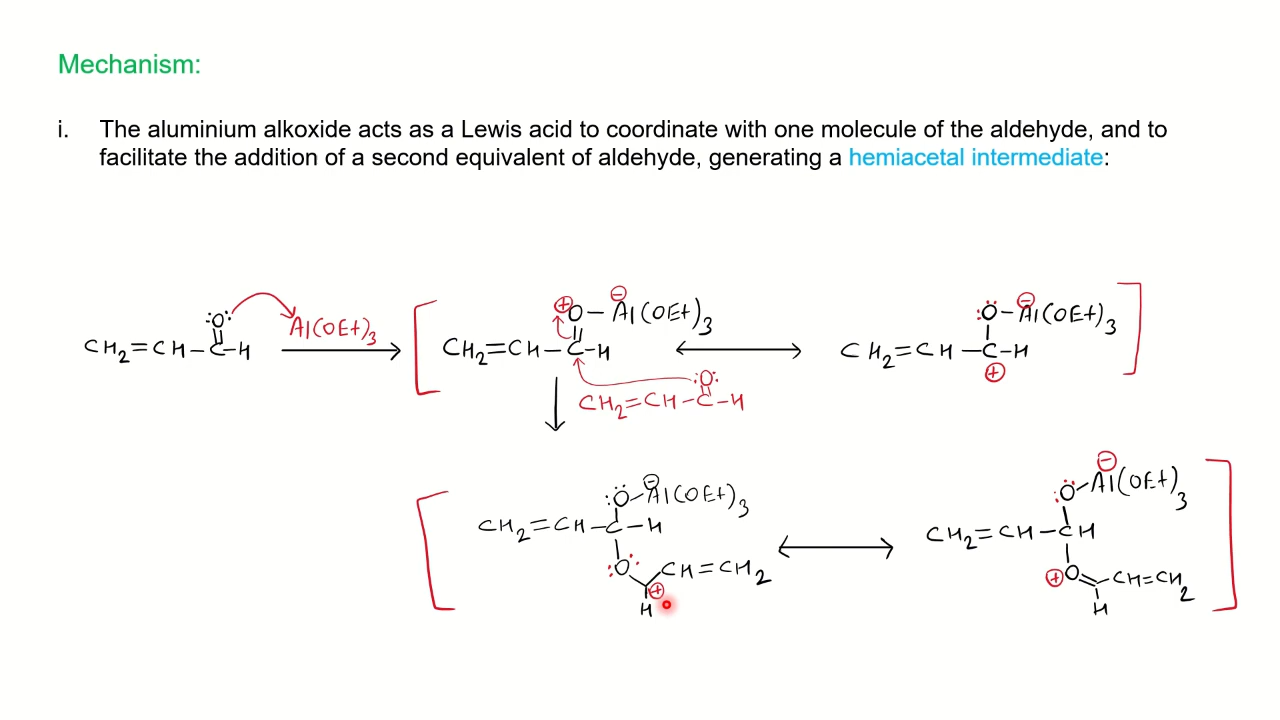 Mechanism:
i. The aluminium alkoxide acts as a Lewis acid to coordinate with one molecule of the aldehyde, and to
facilitate the addition of a second equivalent of aldehyde, generating a hemiacetal intermediate:
:Ö: ⊕O–Al⊖(OEt)₃ :Ö–Al⊖(OEt)₃
CH₂=CH–C–H Al(OEt)₃ CH₂=CH–C–H CH₂=CH–C–H
⊕
:O:
CH₂=CH–C–H
:Ö–Al⊖(OEt)₃ :Ö–Al⊖(OEt)₃
CH₂=CH–C–H CH₂=CH–CH
:O: CH=CH₂ ⊕O=C–CH=CH₂
⊕
H H